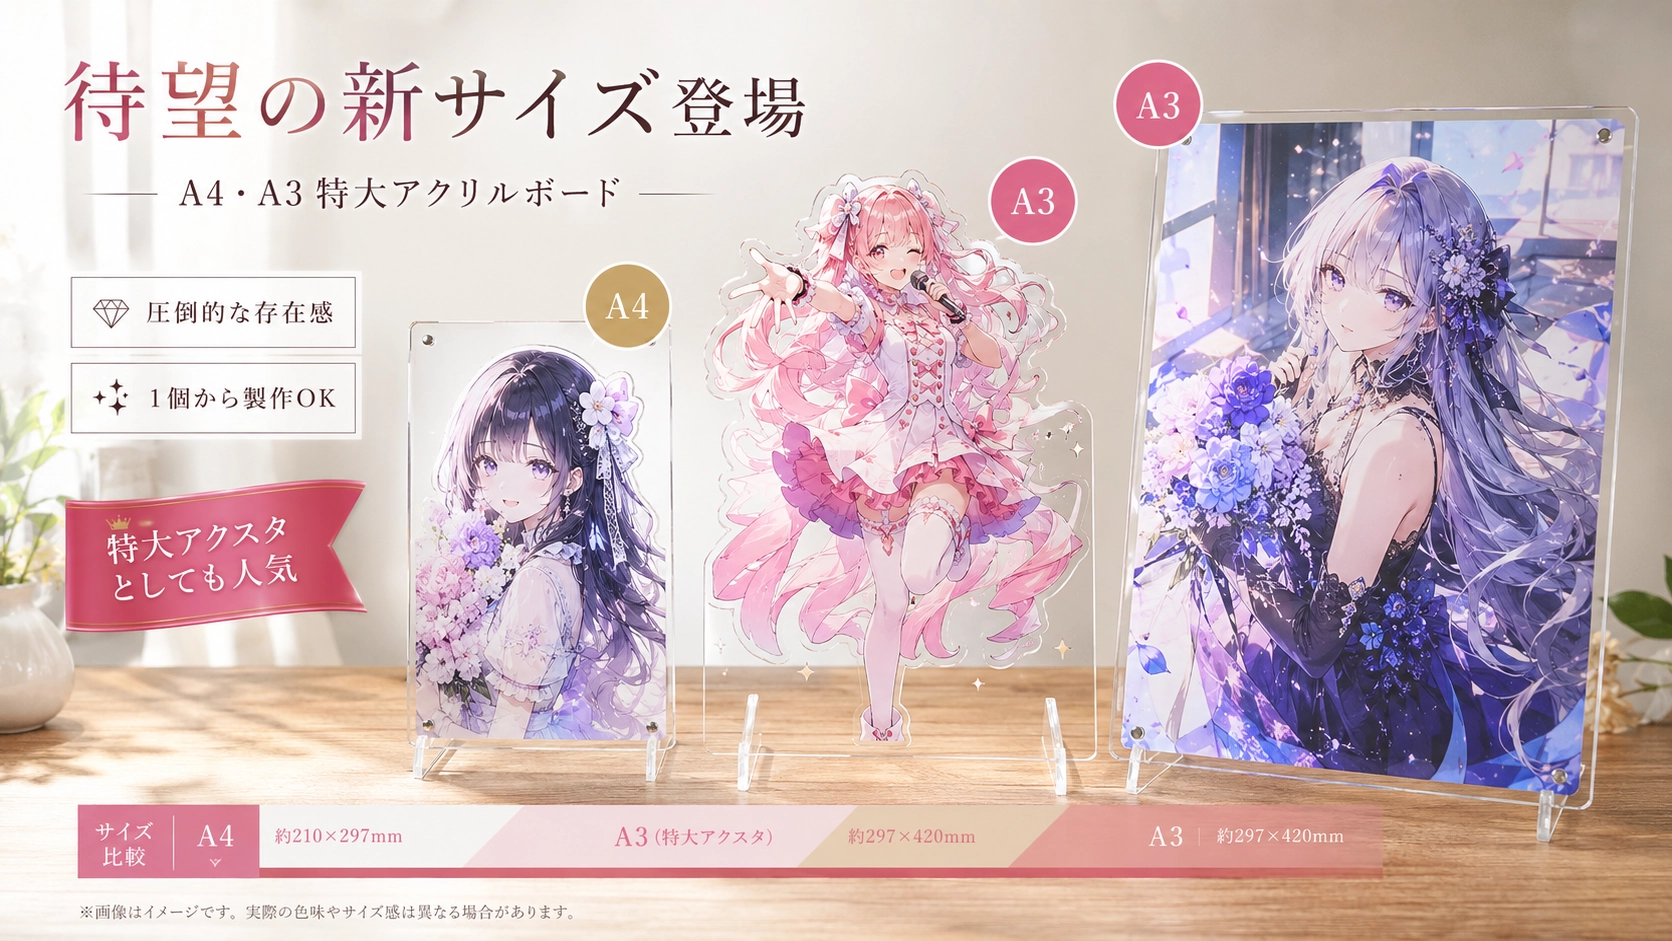 待望の新サイズ登場
A4・A3 特大アクリルボード
圧倒的な存在感
1個から製作OK
特大アクスタ
としても人気
A4
A3
A3
サイズ
比較
A4
約210×297mm
A3(特大アクスタ)
約297×420mm
A3
約297×420mm
※画像はイメージです。実際の色味やサイズ感は異なる場合があります。